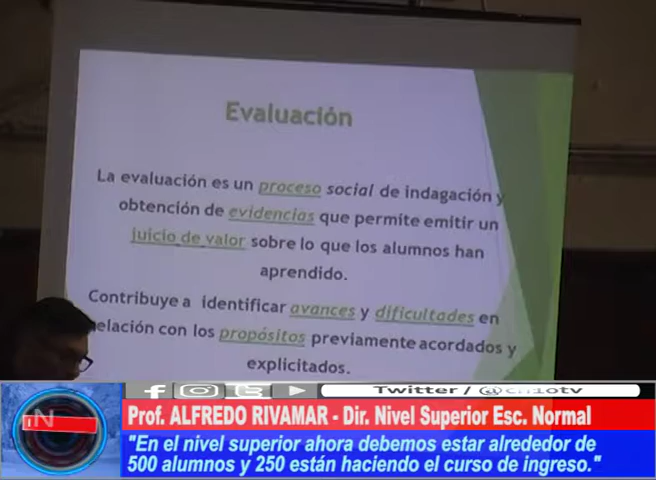 Evaluación
La evaluación es un proceso social de indagación y
obtención de evidencias que permite emitir un
juicio de valor sobre lo que los alumnos han
aprendido.
Contribuye a identificar avances y dificultades en
elación con los propósitos previamente acordados y
explicitados.
Twitter / @cn10tv
Prof. ALFREDO RIVAMAR - Dir. Nivel Superior Esc. Normal
"En el nivel superior ahora debemos estar alrededor de
500 alumnos y 250 están haciendo el curso de ingreso."